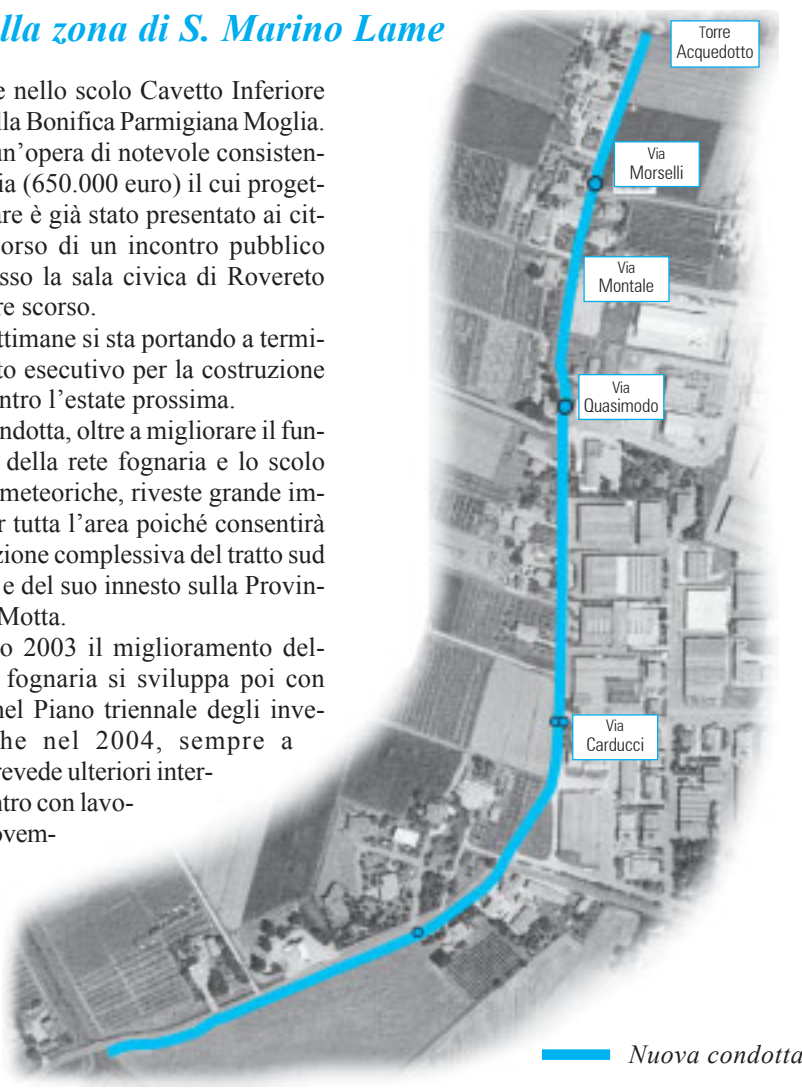 lla zona di S. Marino Lame
e nello scolo Cavetto Inferiore
lla Bonifica Parmigiana Moglia.
un’opera di notevole consisten-
ia (650.000 euro) il cui proget-
are è già stato presentato ai cit-
corso di un incontro pubblico
sso la sala civica di Rovereto
re scorso.
ttimane si sta portando a termi-
to esecutivo per la costruzione
ntro l’estate prossima.
ndotta, oltre a migliorare il fun-
della rete fognaria e lo scolo
meteoriche, riveste grande im-
r tutta l’area poiché consentirà
zione complessiva del tratto sud
e del suo innesto sulla Provin-
Motta.
o 2003 il miglioramento del-
fognaria si sviluppa poi con
nel Piano triennale degli inve-
he nel 2004, sempre a
revede ulteriori inter-
ntro con lavo-
ovem-
Torre
Acquedotto
Via
Morselli
Via
Montale
Via
Quasimodo
Via
Carducci
Nuova condotta